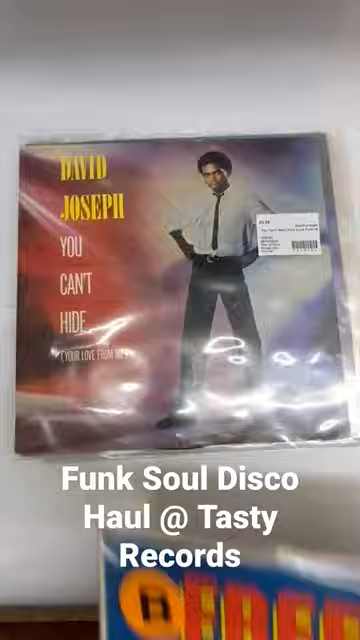 DAVID
JOSEPH
YOU
CAN'T
HIDE
(YOUR LOVE FROM ME)
Funk Soul Disco
Haul @ Tasty
Records